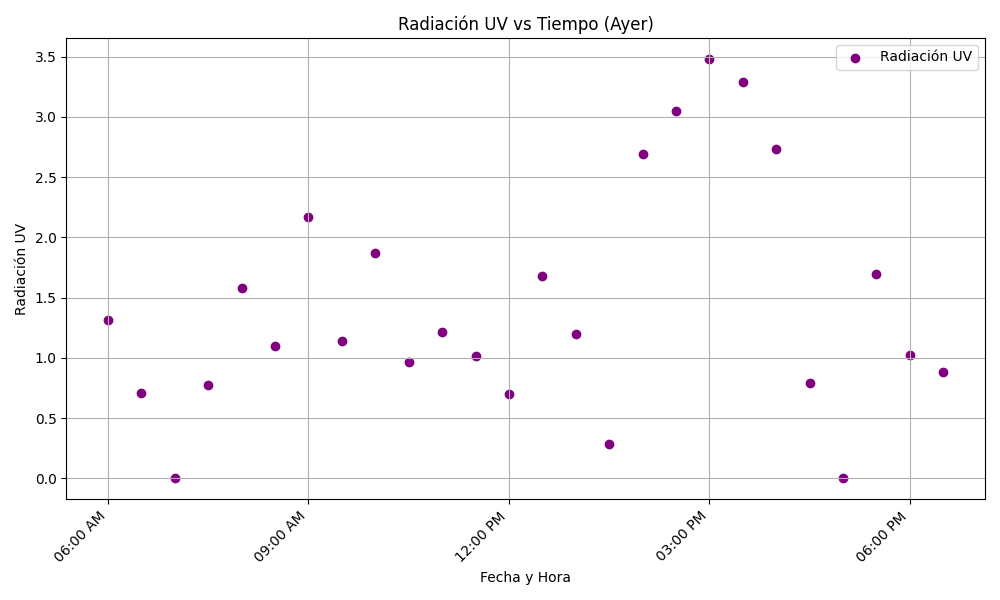 Radiación UV vs Tiempo (Ayer)
Radiación UV
3.5
3.0
2.5
2.0
1.5
1.0
0.5
0.0
Radiación UV
06:00 AM
09:00 AM
12:00 PM
03:00 PM
06:00 PM
Fecha y Hora